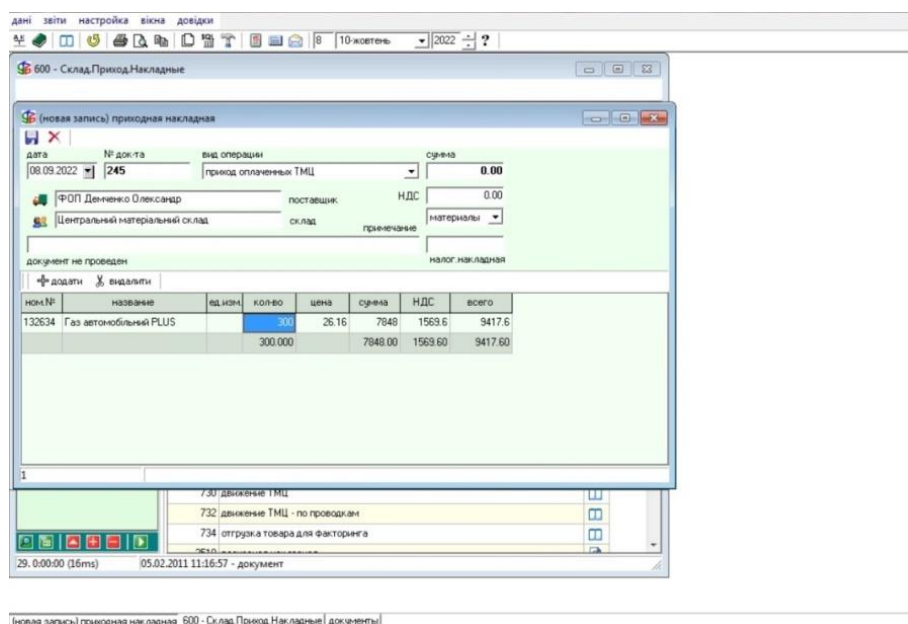 дані звіти настройка вікна довідки
8 10-жовтень 2022 ?
600 - Склад.Приход.Накладные
(новая запись) приходная накладная
дата № док-та вид операции сумма
08.09.2022 245 приход оплаченных ТМЦ 0.00
ФОП Демченко Олександр поставщик НДС 0.00
Центральний матеріальний склад склад примечание материалы
документ не проведен налог.накладная
додати видалити
ном.№ название ед.изм. кол-во цена сумма НДС всего
132634 Газ автомобільний PLUS 300 26.16 7848 1569.6 9417.6
300.000 7848.00 1569.60 9417.60
1
730 движение ТМЦ
732 движение ТМЦ - по проводкам
734 отгрузка товара для факторинга
29. 0:00:00 (16ms) 05.02.2011 11:16:57 - документ
(новая запись) приходная накладная 600 - Склад.Приход.Накладные документы